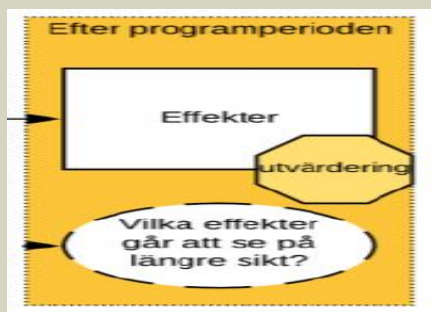 Efter programperioden
Effekter
utvärdering
Vilka effekter
går att se på
längre sikt?